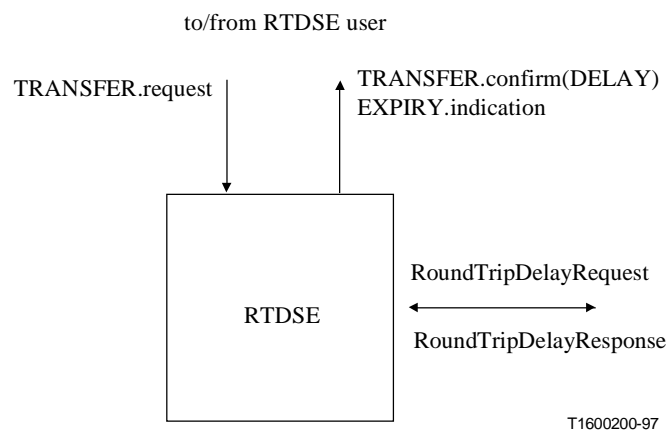 to/from RTDSE user
TRANSFER.request
TRANSFER.confirm(DELAY)
EXPIRY.indication
RTDSE
RoundTripDelayRequest
RoundTripDelayResponse
T1600200-97